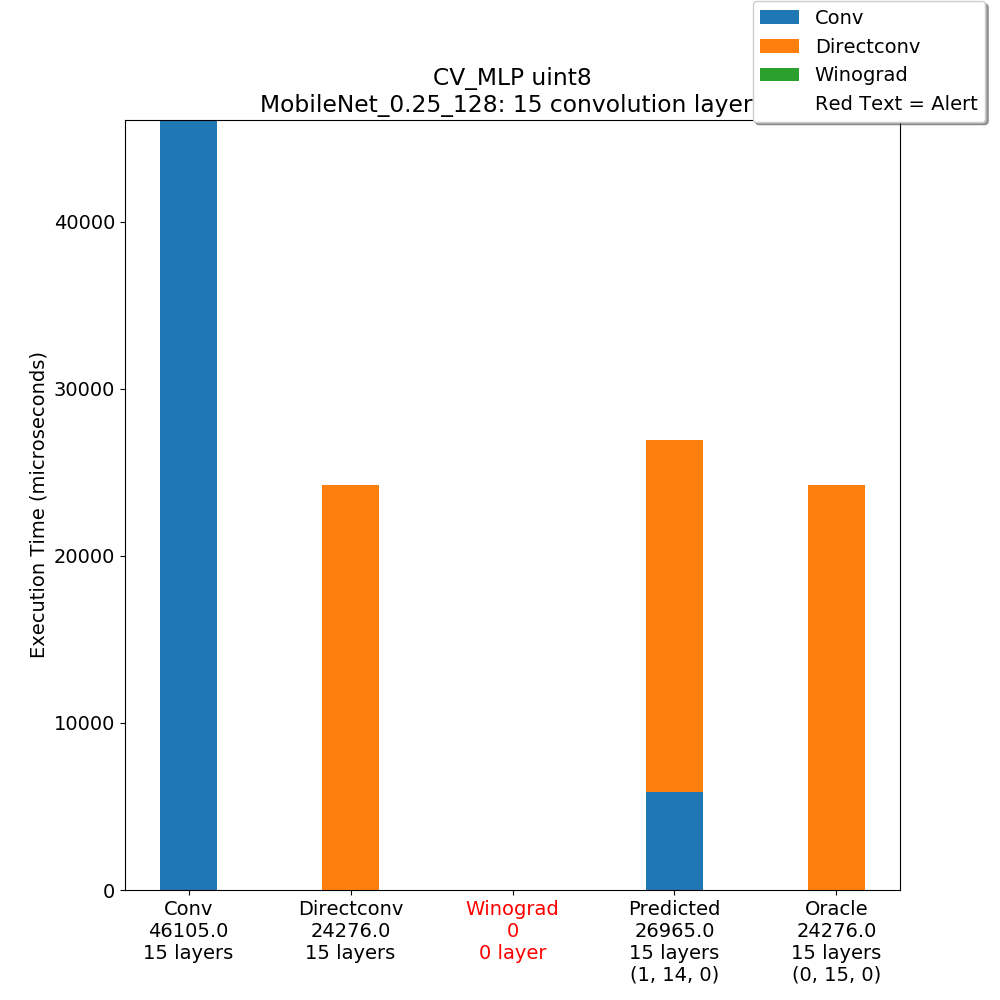 Conv
Directconv
Winograd
Red Text = Alert
CV_MLP uint8
MobileNet_0.25_128: 15 convolution layer
Execution Time (microseconds)
40000
30000
20000
10000
0
Conv
46105.0
15 layers
Directconv
24276.0
15 layers
Winograd
0
0 layer
Predicted
26965.0
15 layers
(1, 14, 0)
Oracle
24276.0
15 layers
(0, 15, 0)